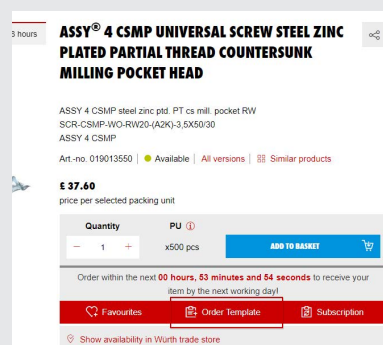 8 hours
ASSY® 4 CSMP UNIVERSAL SCREW STEEL ZINC
PLATED PARTIAL THREAD COUNTERSUNK
MILLING POCKET HEAD
ASSY 4 CSMP steel zinc ptd. PT cs mill. pocket RW
SCR-CSMP-WO-RW20-(A2K)-3,5X50/30
ASSY 4 CSMP
Art.-no. 019013550 | Available | All versions | Similar products
£ 37.60
price per selected packing unit
Quantity PU
− 1 + x500 pcs ADD TO BASKET
Order within the next 00 hours, 53 minutes and 54 seconds to receive your
item by the next working day!
Favourites Order Template Subscription
Show availability in Würth trade store